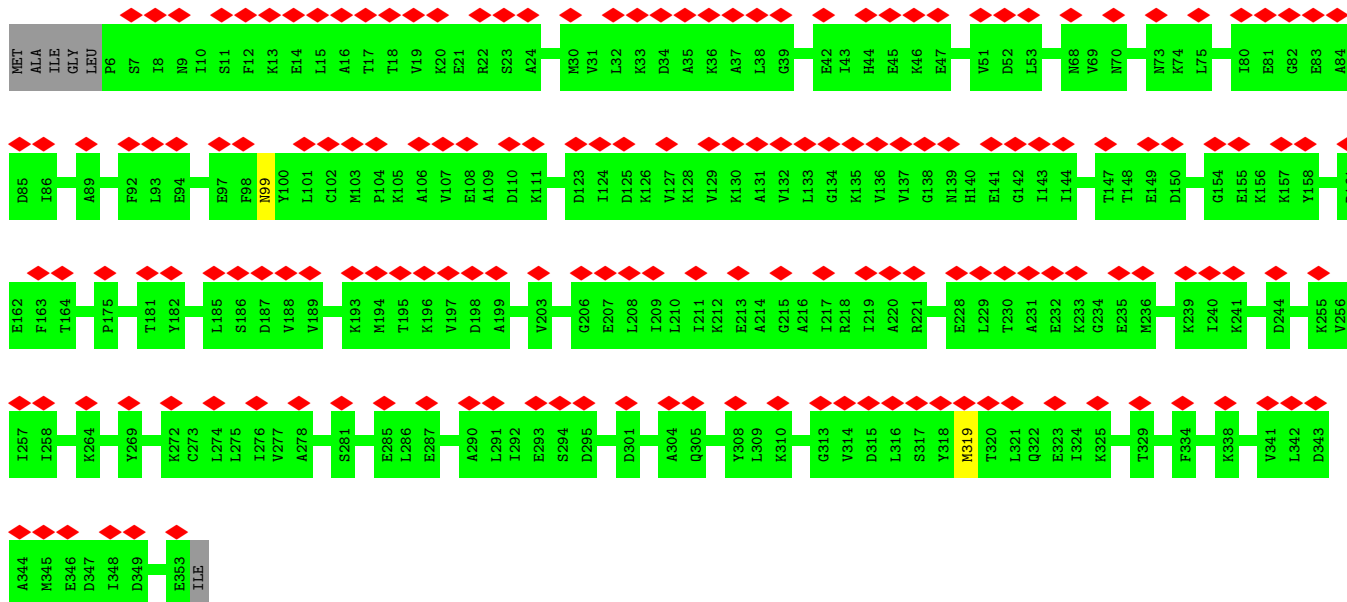 MET ALA ILE GLY LEU P6 S7 I8 N9 I10 S11 F12 K13 E14 L15 A16 T17 T18 V19 K20 E21 R22 S23 A24 M30 V31 L32 K33 D34 A35 K36 A37 L38 G39 E42 I43 H44 E45 K46 E47 V51 D52 L53 N68 V69 N70 N73 K74 L75 I80 E81 G82 E83 A84
D85 I86 A89 F92 L93 E94 E97 F98 N99 Y100 L101 C102 M103 P104 K105 A106 V107 E108 A109 D110 K111 D123 I124 D125 K126 V127 K128 V129 K130 A131 V132 L133 G134 K135 V136 V137 G138 N139 H140 E141 G142 I143 I144 T147 T148 E149 D150 G154 E155 K156 K157 Y158
E162 F163 T164 P175 T181 Y182 L185 S186 D187 V188 V189 K193 M194 T195 K196 V197 D198 A199 V203 G206 E207 L208 I209 L210 I211 K212 E213 A214 G215 A216 I217 R218 I219 A220 R221 E228 L229 T230 A231 E232 K233 G234 E235 M236 K239 I240 K241 D244 K255 V256
I257 I258 K264 Y269 K272 C273 L274 L275 I276 V277 A278 S281 E285 L286 E287 A290 L291 I292 E293 S294 D295 D301 A304 Q305 Y308 L309 K310 G313 V314 D315 L316 S317 Y318 M319 T320 L321 Q322 E323 I324 K325 T329 F334 K338 V341 L342 D343
A344 M345 E346 D347 I348 D349 E353 ILE